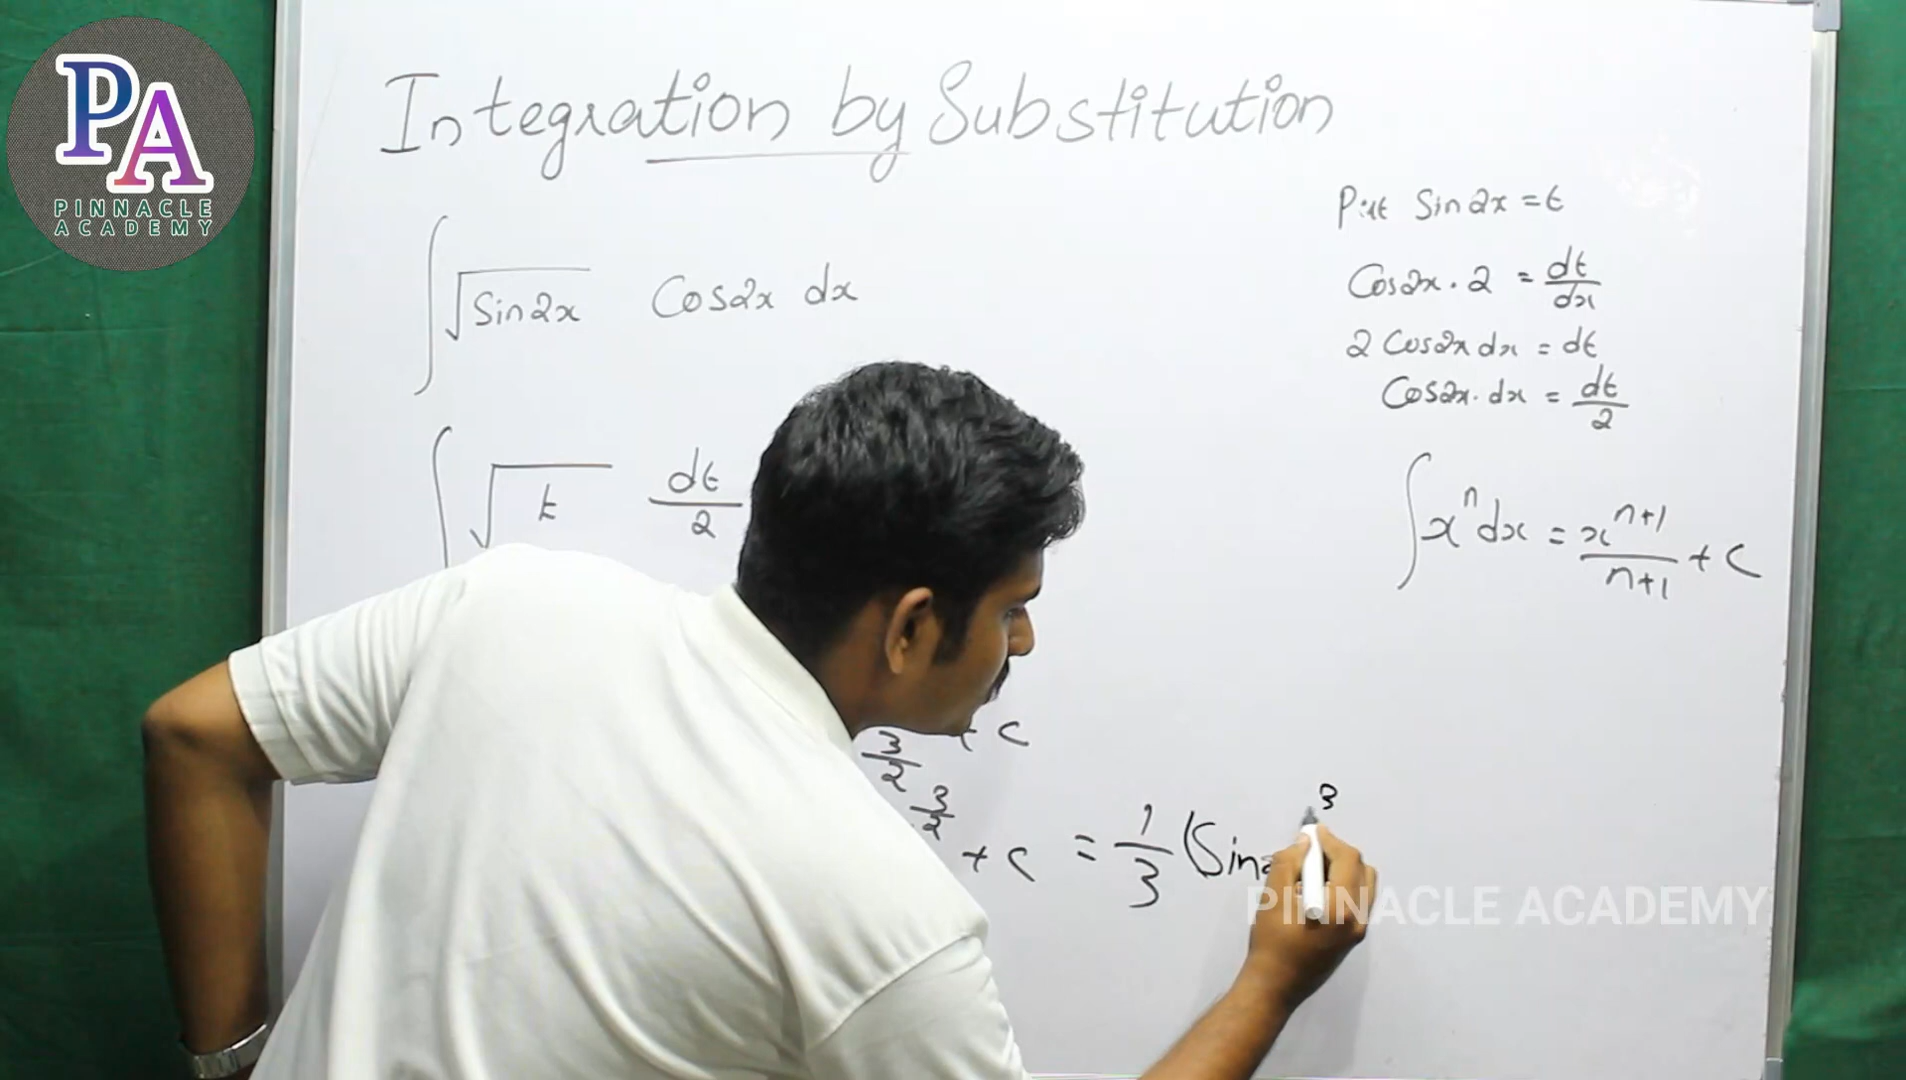 PA
PINNACLE
ACADEMY
Integration by Substitution
∫ √Sin2x Cos2x dx
∫ √t dt/2
3/2 + C
3/2 + C = 1/3 (Sin 3
Put Sin2x = t
Cos2x . 2 = dt/dx
2 Cos2x dx = dt
Cos2x. dx = dt/2
∫ x^n dx = x^(n+1)/(n+1) + C
PINNACLE ACADEMY